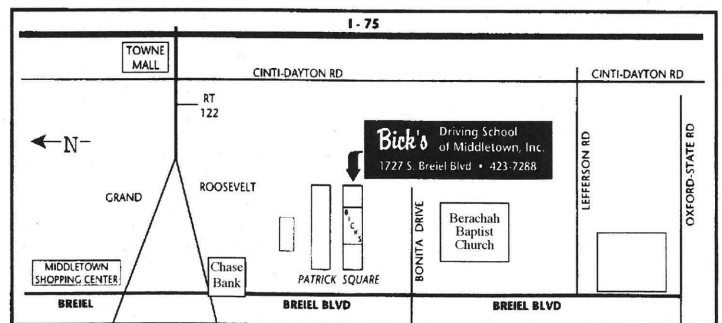 I - 75
TOWNE
MALL
CINTI-DAYTON RD
CINTI-DAYTON RD
RT
122
←N
Bick's Driving School
of Middletown, Inc.
1727 S. Breiel Blvd • 423-7288
GRAND
ROOSEVELT
BICKS
BONITA DRIVE
Berachah
Baptist
Church
LEFFERSON RD
OXFORD-STATE RD
MIDDLETOWN
SHOPPING CENTER
Chase
Bank
PATRICK SQUARE
BREIEL
BREIEL BLVD
BREIEL BLVD